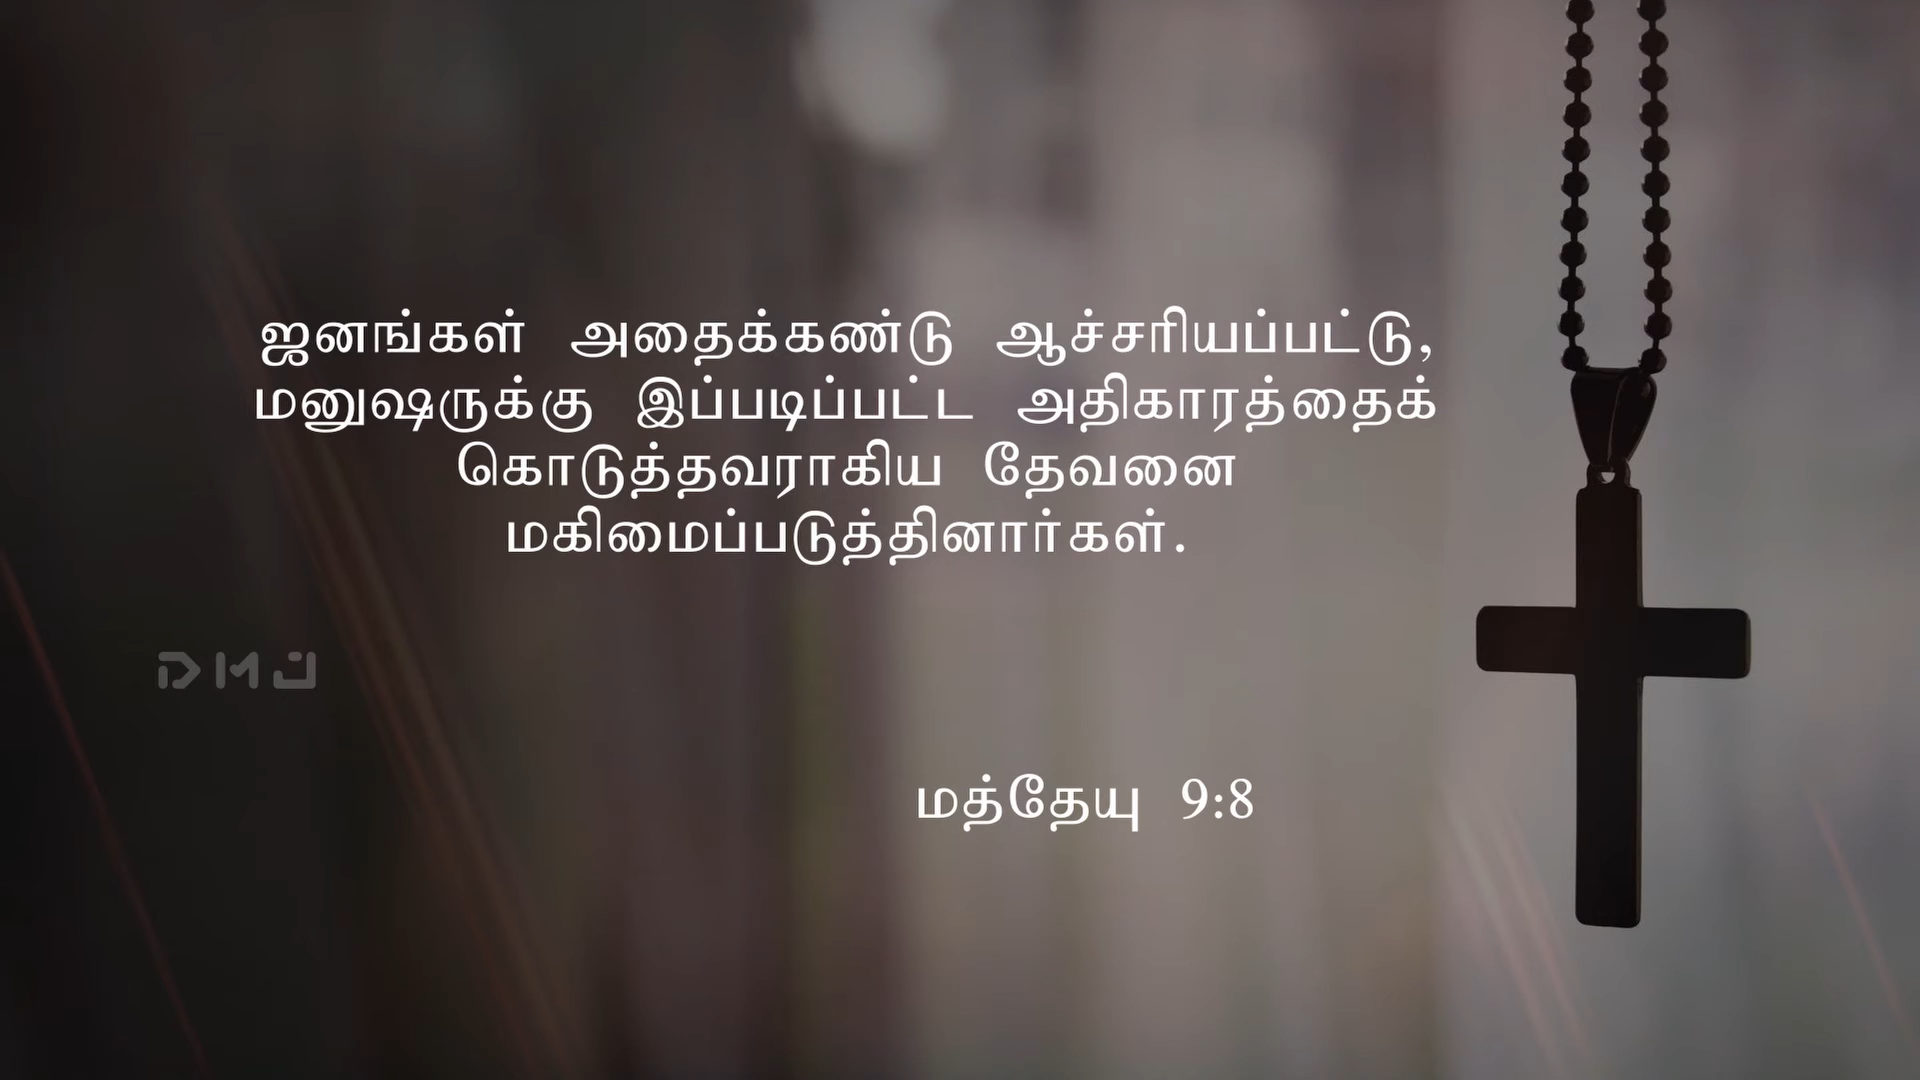 ஜனங்கள் அதைக்கண்டு ஆச்சரியப்பட்டு,
மனுஷருக்கு இப்படிப்பட்ட அதிகாரத்தைக்
கொடுத்தவராகிய தேவனை
மகிமைப்படுத்தினார்கள்.
DMJ
மத்தேயு 9:8